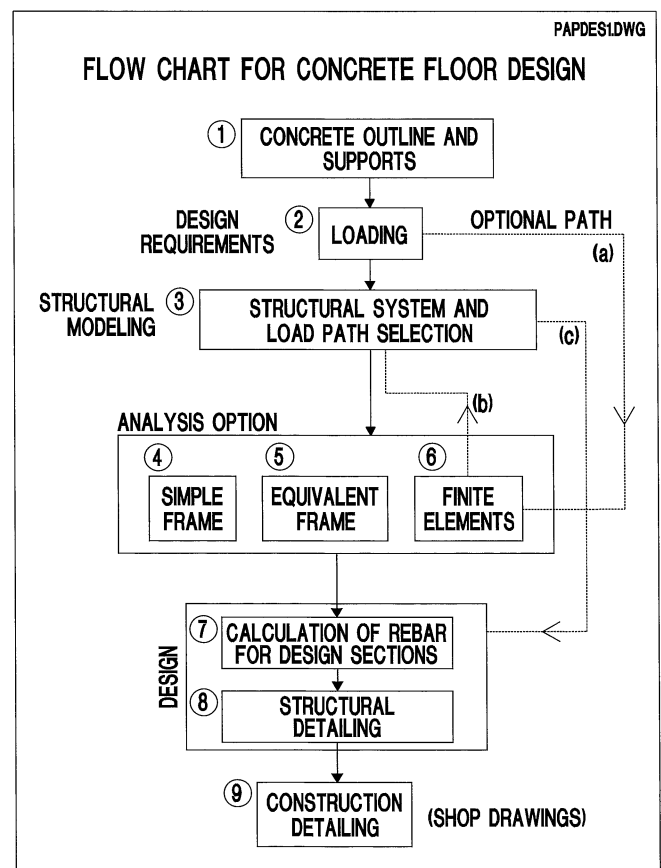 PAPDES1.DWG
FLOW CHART FOR CONCRETE FLOOR DESIGN
1
CONCRETE OUTLINE AND
SUPPORTS
DESIGN
REQUIREMENTS
2
LOADING
OPTIONAL PATH
(a)
STRUCTURAL
MODELING
3
STRUCTURAL SYSTEM AND
LOAD PATH SELECTION
(c)
(b)
ANALYSIS OPTION
4
SIMPLE
FRAME
5
EQUIVALENT
FRAME
6
FINITE
ELEMENTS
DESIGN
7
CALCULATION OF REBAR
FOR DESIGN SECTIONS
8
STRUCTURAL
DETAILING
9
CONSTRUCTION
DETAILING
(SHOP DRAWINGS)